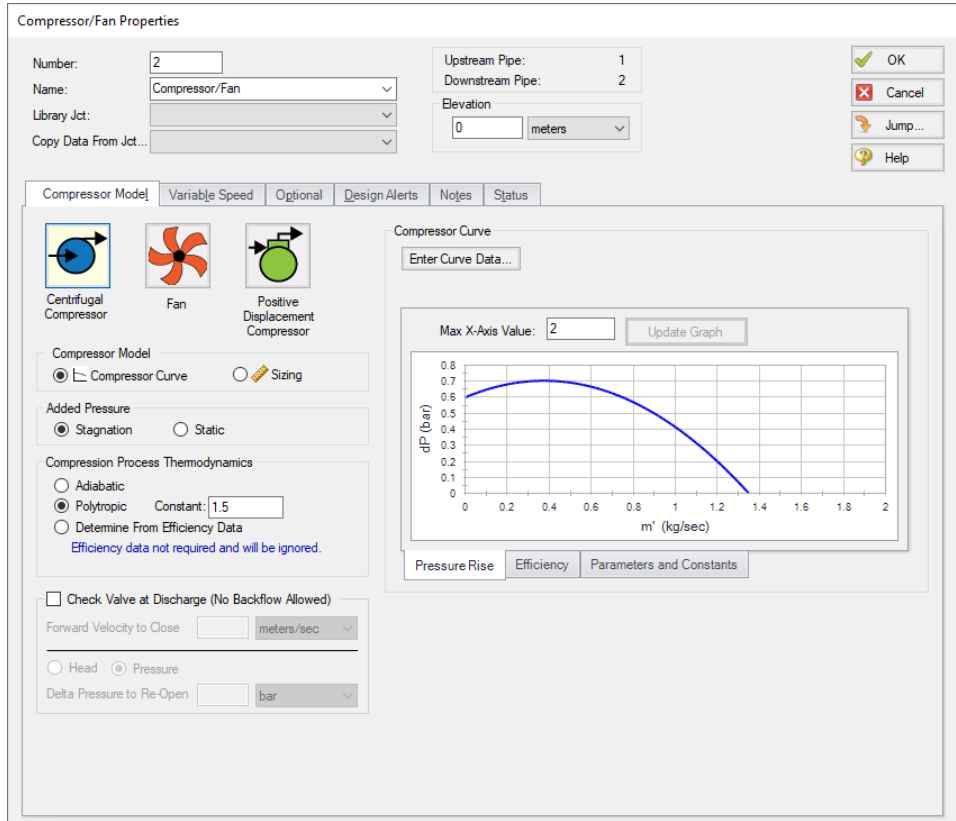 Compressor/Fan Properties
Number: 2
Name: Compressor/Fan
Library Jct:
Copy Data From Jct...
Upstream Pipe: 1
Downstream Pipe: 2
Elevation
0 meters
OK
Cancel
Jump...
Help
Compressor Model Variable Speed Optional Design Alerts Notes Status
Centrifugal
Compressor
Fan
Positive
Displacement
Compressor
Compressor Model
Compressor Curve Sizing
Added Pressure
Stagnation Static
Compression Process Thermodynamics
Adiabatic
Polytropic Constant: 1.5
Determine From Efficiency Data
Efficiency data not required and will be ignored.
Check Valve at Discharge (No Backflow Allowed)
Forward Velocity to Close meters/sec
Head Pressure
Delta Pressure to Re-Open bar
Compressor Curve
Enter Curve Data...
Max X-Axis Value: 2 Update Graph
dP (bar)
0.8
0.7
0.6
0.5
0.4
0.3
0.2
0.1
0
0 0.2 0.4 0.6 0.8 1 1.2 1.4 1.6 1.8 2
m' (kg/sec)
Pressure Rise Efficiency Parameters and Constants